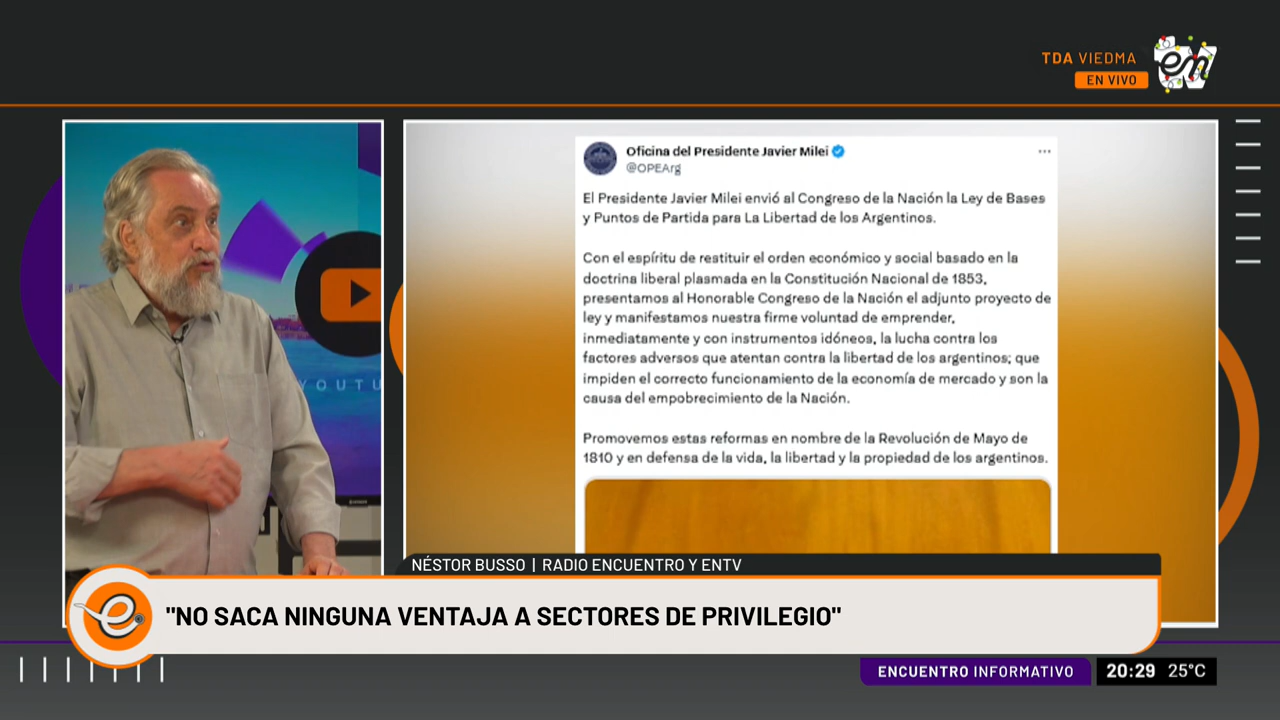 TDA VIEDMA
EN VIVO
en
Oficina del Presidente Javier Milei
@OPEArg
El Presidente Javier Milei envió al Congreso de la Nación la Ley de Bases
y Puntos de Partida para La Libertad de los Argentinos.
Con el espíritu de restituir el orden económico y social basado en la
doctrina liberal plasmada en la Constitución Nacional de 1853,
presentamos al Honorable Congreso de la Nación el adjunto proyecto de
ley y manifestamos nuestra firme voluntad de emprender,
inmediatamente y con instrumentos idóneos, la lucha contra los
factores adversos que atentan contra la libertad de los argentinos; que
impiden el correcto funcionamiento de la economía de mercado y son la
causa del empobrecimiento de la Nación.
Promovemos estas reformas en nombre de la Revolución de Mayo de
1810 y en defensa de la vida, la libertad y la propiedad de los argentinos.
YOUTU
NÉSTOR BUSSO | RADIO ENCUENTRO Y ENTV
e
"NO SACA NINGUNA VENTAJA A SECTORES DE PRIVILEGIO"
ENCUENTRO INFORMATIVO
20:29 25°C